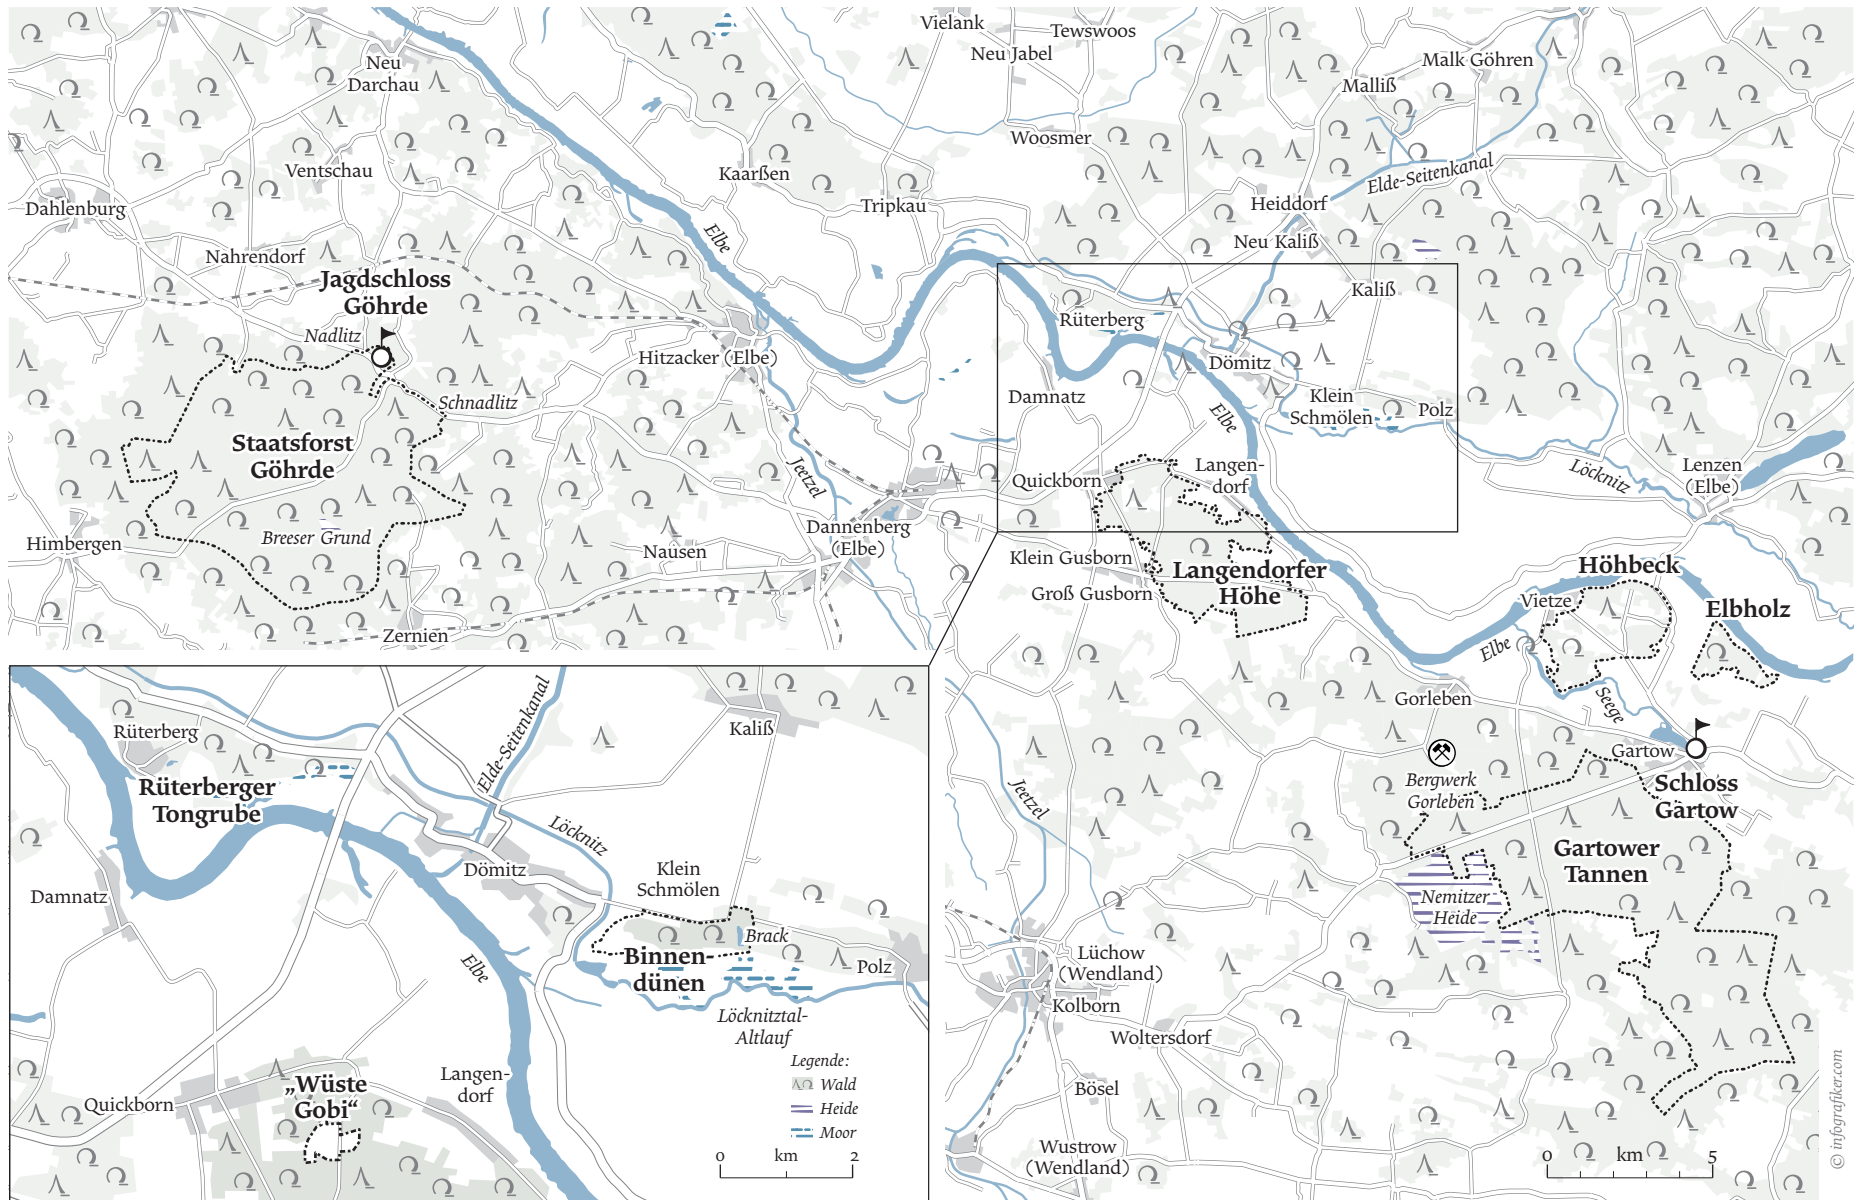 Vielank
Tewswoos
Neu Jabel
Malk Göhren
Neu
Darchau
Malliß
Woosmer
Ventschau
Kaarßen
Elde-Seitenkanal
Dahlenburg
Tripkau
Heiddorf
Elbe
Neu Kaliß
Nahrendorf
Jagdschloss
Göhrde
Kaliß
Nadlitz
Rüterberg
Hitzacker (Elbe)
Dömitz
Schnadlitz
Damnatz
Klein
Schmölen
Polz
Elbe
Staatsforst
Göhrde
Jeetzel
Quickborn
Langen-
dorf
Löcknitz
Lenzen
(Elbe)
Himbergen
Breeser Grund
Nausen
Dannenberg
(Elbe)
Klein Gusborn
Groß Gusborn
Langendorfer
Höhe
Höhbeck
Vietze
Elbholz
Zernien
Elbe
Seege
Gorleben
Gartow
Bergwerk
Gorleben
Schloss
Gartow
Jeetzel
Gartower
Tannen
Nemitzer
Heide
Lüchow
(Wendland)
Kolborn
Woltersdorf
Bösel
Wustrow
(Wendland)
0 km 5
© infografiker.com
Rüterberg
Elde-Seitenkanal
Kaliß
Rüterberger
Tongrube
Löcknitz
Dömitz
Klein
Schmölen
Damnatz
Brack
Binnen-
dünen
Polz
Elbe
Löcknitztal-
Altlauf
Langen-
dorf
Quickborn
„Wüste
Gobi“
Legende:
Wald
Heide
Moor
0 km 2